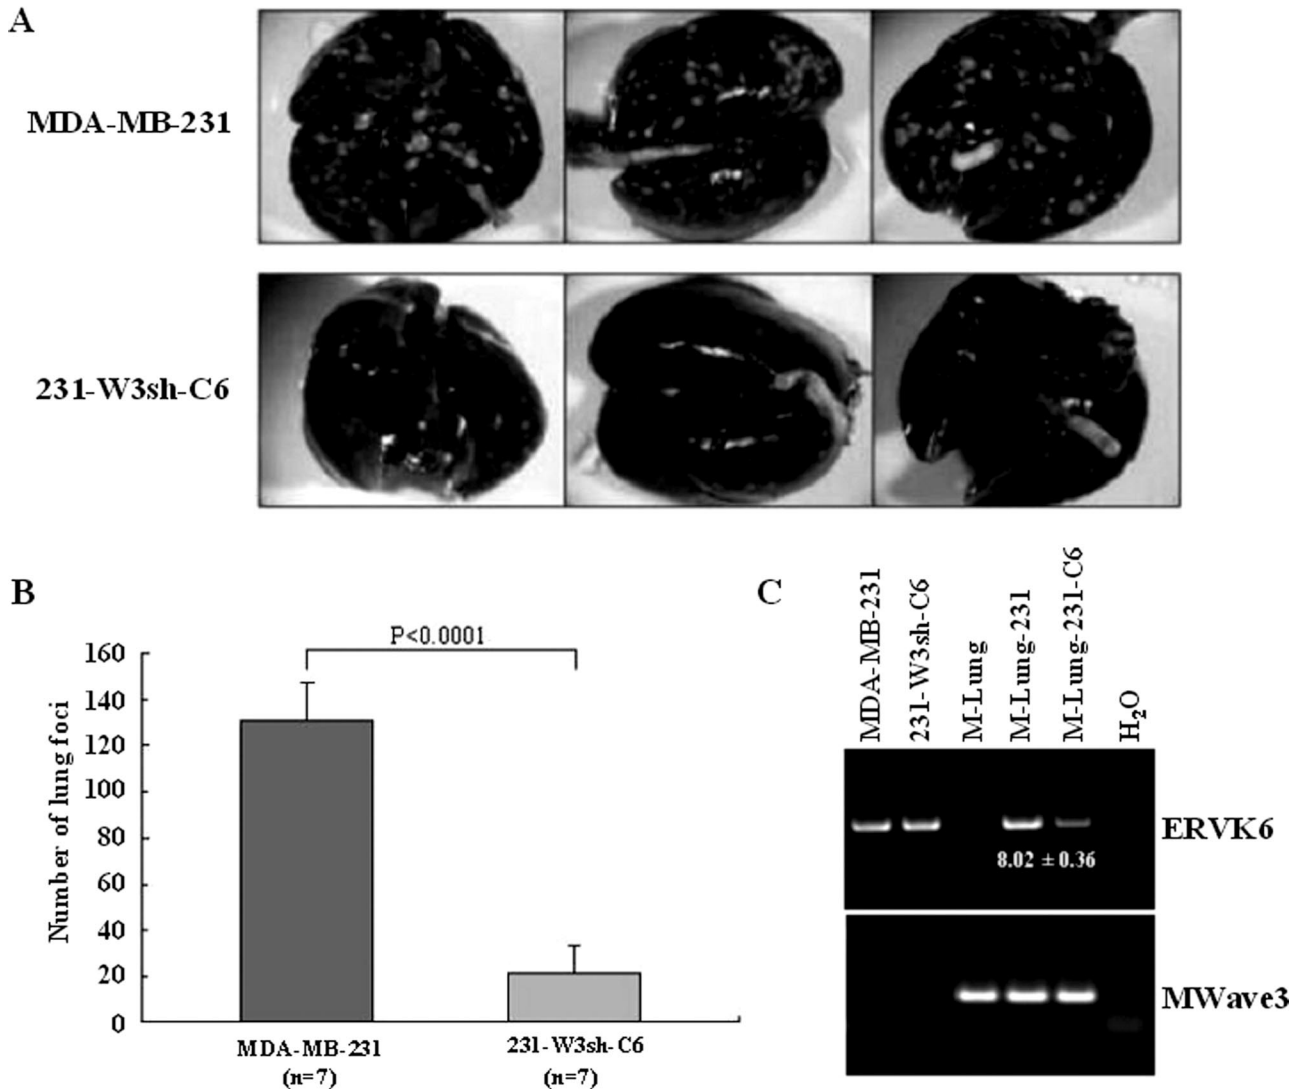 A
MDA-MB-231
231-W3sh-C6
B
P<0.0001
160
140
120
100
80
60
40
20
0
Number of lung foci
MDA-MB-231
(n=7)
231-W3sh-C6
(n=7)
C
MDA-MB-231
231-W3sh-C6
M-Lung
M-Lung-231
M-Lung-231-C6
H₂O
ERVK6
8.02 ± 0.36
MWave3